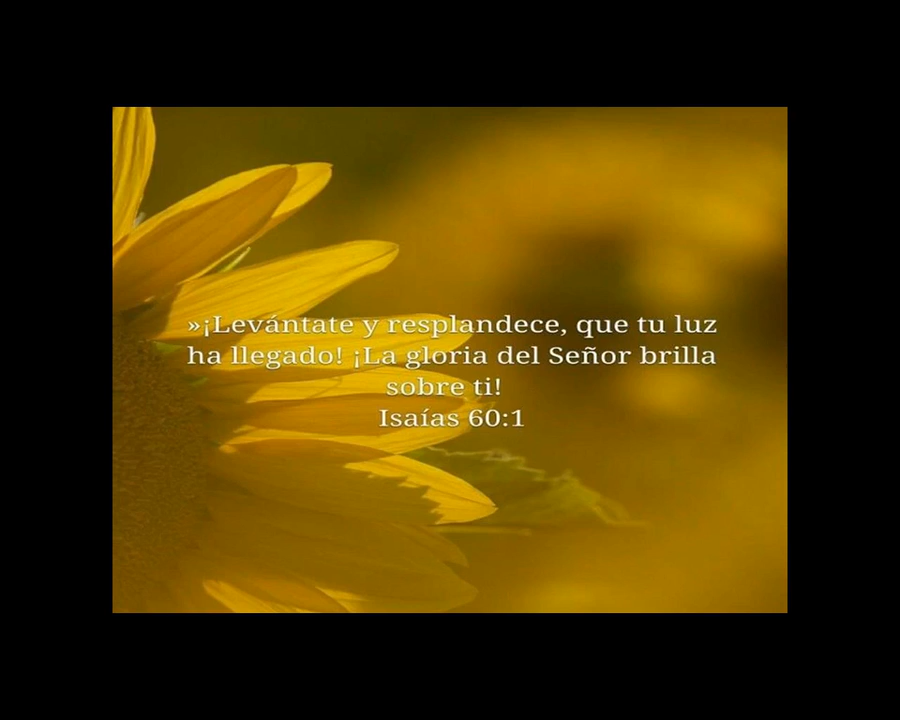 »¡Levántate y resplandece, que tu luz
ha llegado! ¡La gloria del Señor brilla
sobre ti!
Isaías 60:1